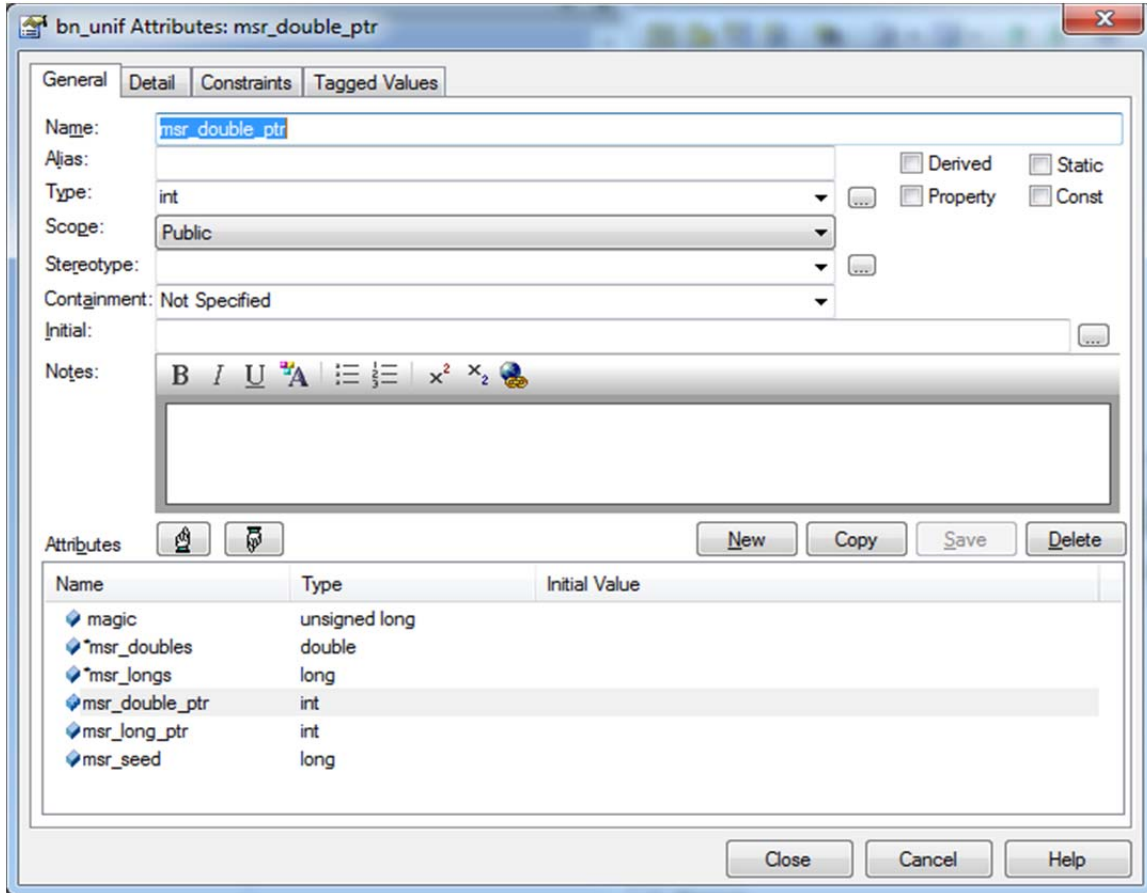 bn_unif Attributes: msr_double_ptr
General Detail Constraints Tagged Values
Name: msr_double_ptr
Alias: Derived Static
Type: int ... Property Const
Scope: Public
Stereotype: ...
Containment: Not Specified
Initial: ...
Notes: B I U A x² x₂
Attributes New Copy Save Delete
Name Type Initial Value
magic unsigned long
*msr_doubles double
*msr_longs long
msr_double_ptr int
msr_long_ptr int
msr_seed long
Close Cancel Help